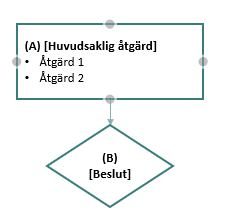 (A) [Huvudsaklig åtgärd]
• Åtgärd 1
• Åtgärd 2
(B)
[Beslut]